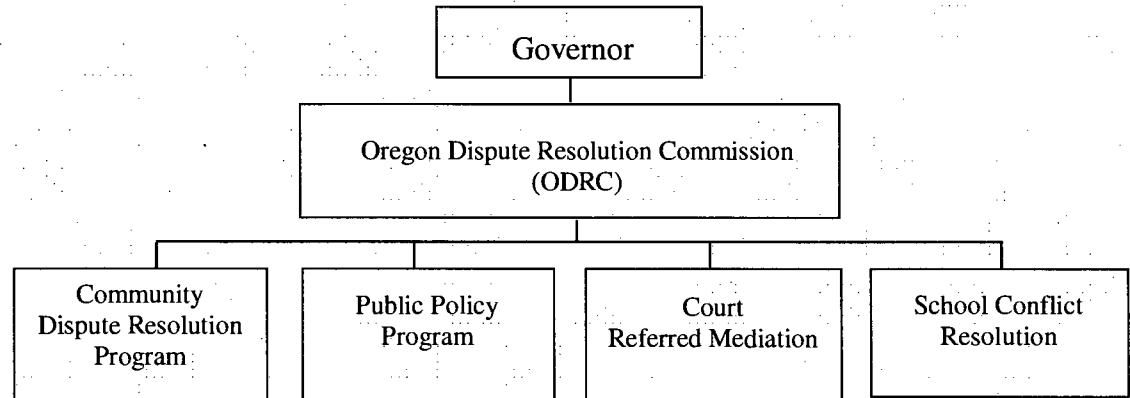 Governor
Oregon Dispute Resolution Commission
(ODRC)
Community
Dispute Resolution
Program
Public Policy
Program
Court
Referred Mediation
School Conflict
Resolution